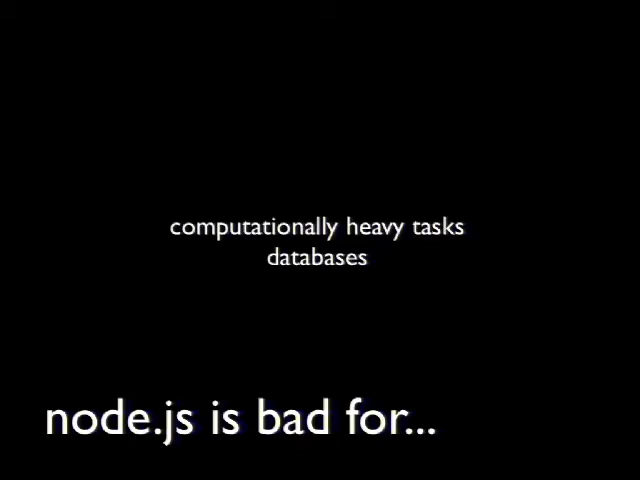 computationally heavy tasks
databases
node.js is bad for...